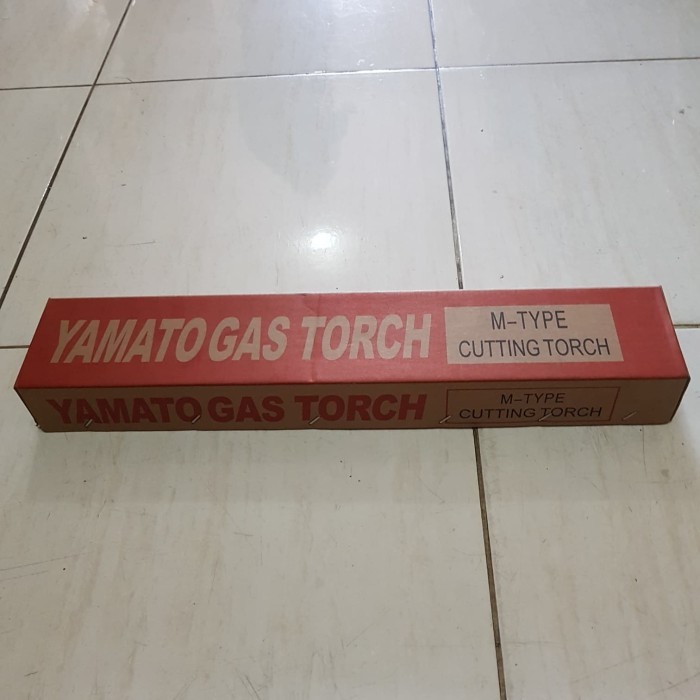 YAMATO GAS TORCH
M-TYPE
CUTTING TORCH
YAMATO GAS TORCH
M-TYPE
CUTTING TORCH